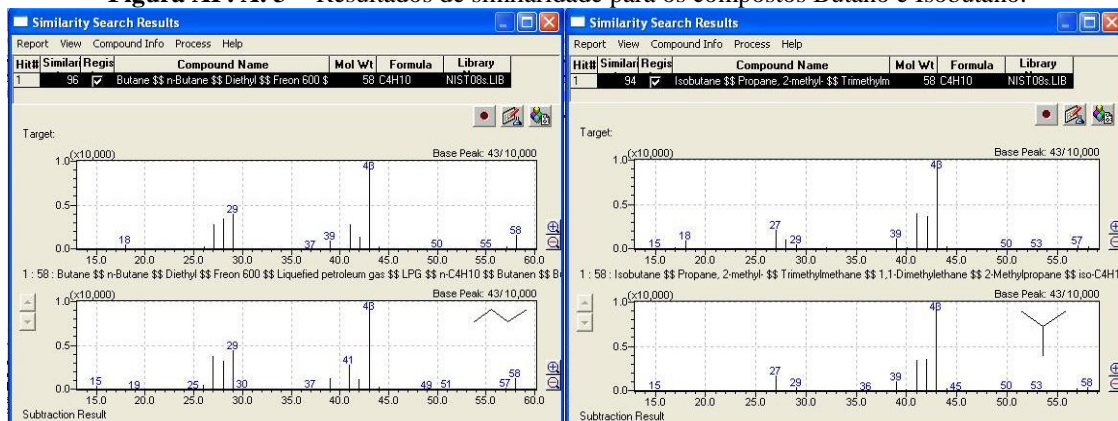 Figura AP. A. 3 – Resultados de similaridade para os compostos Butano e Isobutano.
Similarity Search Results
Report View Compound Info Process Help
Hit# Similari Regis Compound Name Mol Wt Formula Library
1 96 Butane $$ n-Butane $$ Diethyl $$ Freon 600 $ 58 C4H10 NIST08s.LIB
Target:
(x10,000) Base Peak: 43/ 10,000
1.0
0.5
0.0
18 29 37 39 43 50 55 58
15.0 20.0 25.0 30.0 35.0 40.0 45.0 50.0 55.0 60.0
1 : 58 : Butane $$ n-Butane $$ Diethyl $$ Freon 600 $$ Liquefied petroleum gas $$ LPG $$ n-C4H10 $$ Butanen $$ B
(x10,000) Base Peak: 43/ 10,000
1.0
0.5
0.0
15 19 25 29 30 37 41 43 49 51 57 58
15.0 20.0 25.0 30.0 35.0 40.0 45.0 50.0 55.0 60.0
Subtraction Result
Similarity Search Results
Report View Compound Info Process Help
Hit# Similari Regis Compound Name Mol Wt Formula Library
1 94 Isobutane $$ Propane, 2-methyl- $$ Trimethylm 58 C4H10 NIST08s.LIB
Target:
(x10,000) Base Peak: 43/ 10,000
1.0
0.5
0.0
15 18 27 29 39 43 50 53 57
15.0 20.0 25.0 30.0 35.0 40.0 45.0 50.0 55.0
1 : 58 : Isobutane $$ Propane, 2-methyl- $$ Trimethylmethane $$ 1,1-Dimethylethane $$ 2-Methylpropane $$ iso-C4H1
(x10,000) Base Peak: 43/ 10,000
1.0
0.5
0.0
15 27 29 36 39 43 45 50 53 58
15.0 20.0 25.0 30.0 35.0 40.0 45.0 50.0 55.0
Subtraction Result